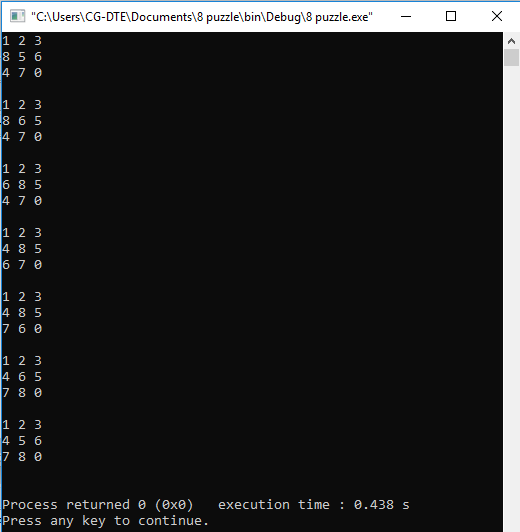 "C:\Users\CG-DTE\Documents\8 puzzle\bin\Debug\8 puzzle.exe"
1 2 3
8 5 6
4 7 0
1 2 3
8 6 5
4 7 0
1 2 3
6 8 5
4 7 0
1 2 3
4 8 5
6 7 0
1 2 3
4 8 5
7 6 0
1 2 3
4 6 5
7 8 0
1 2 3
4 5 6
7 8 0
Process returned 0 (0x0)   execution time : 0.438 s
Press any key to continue.